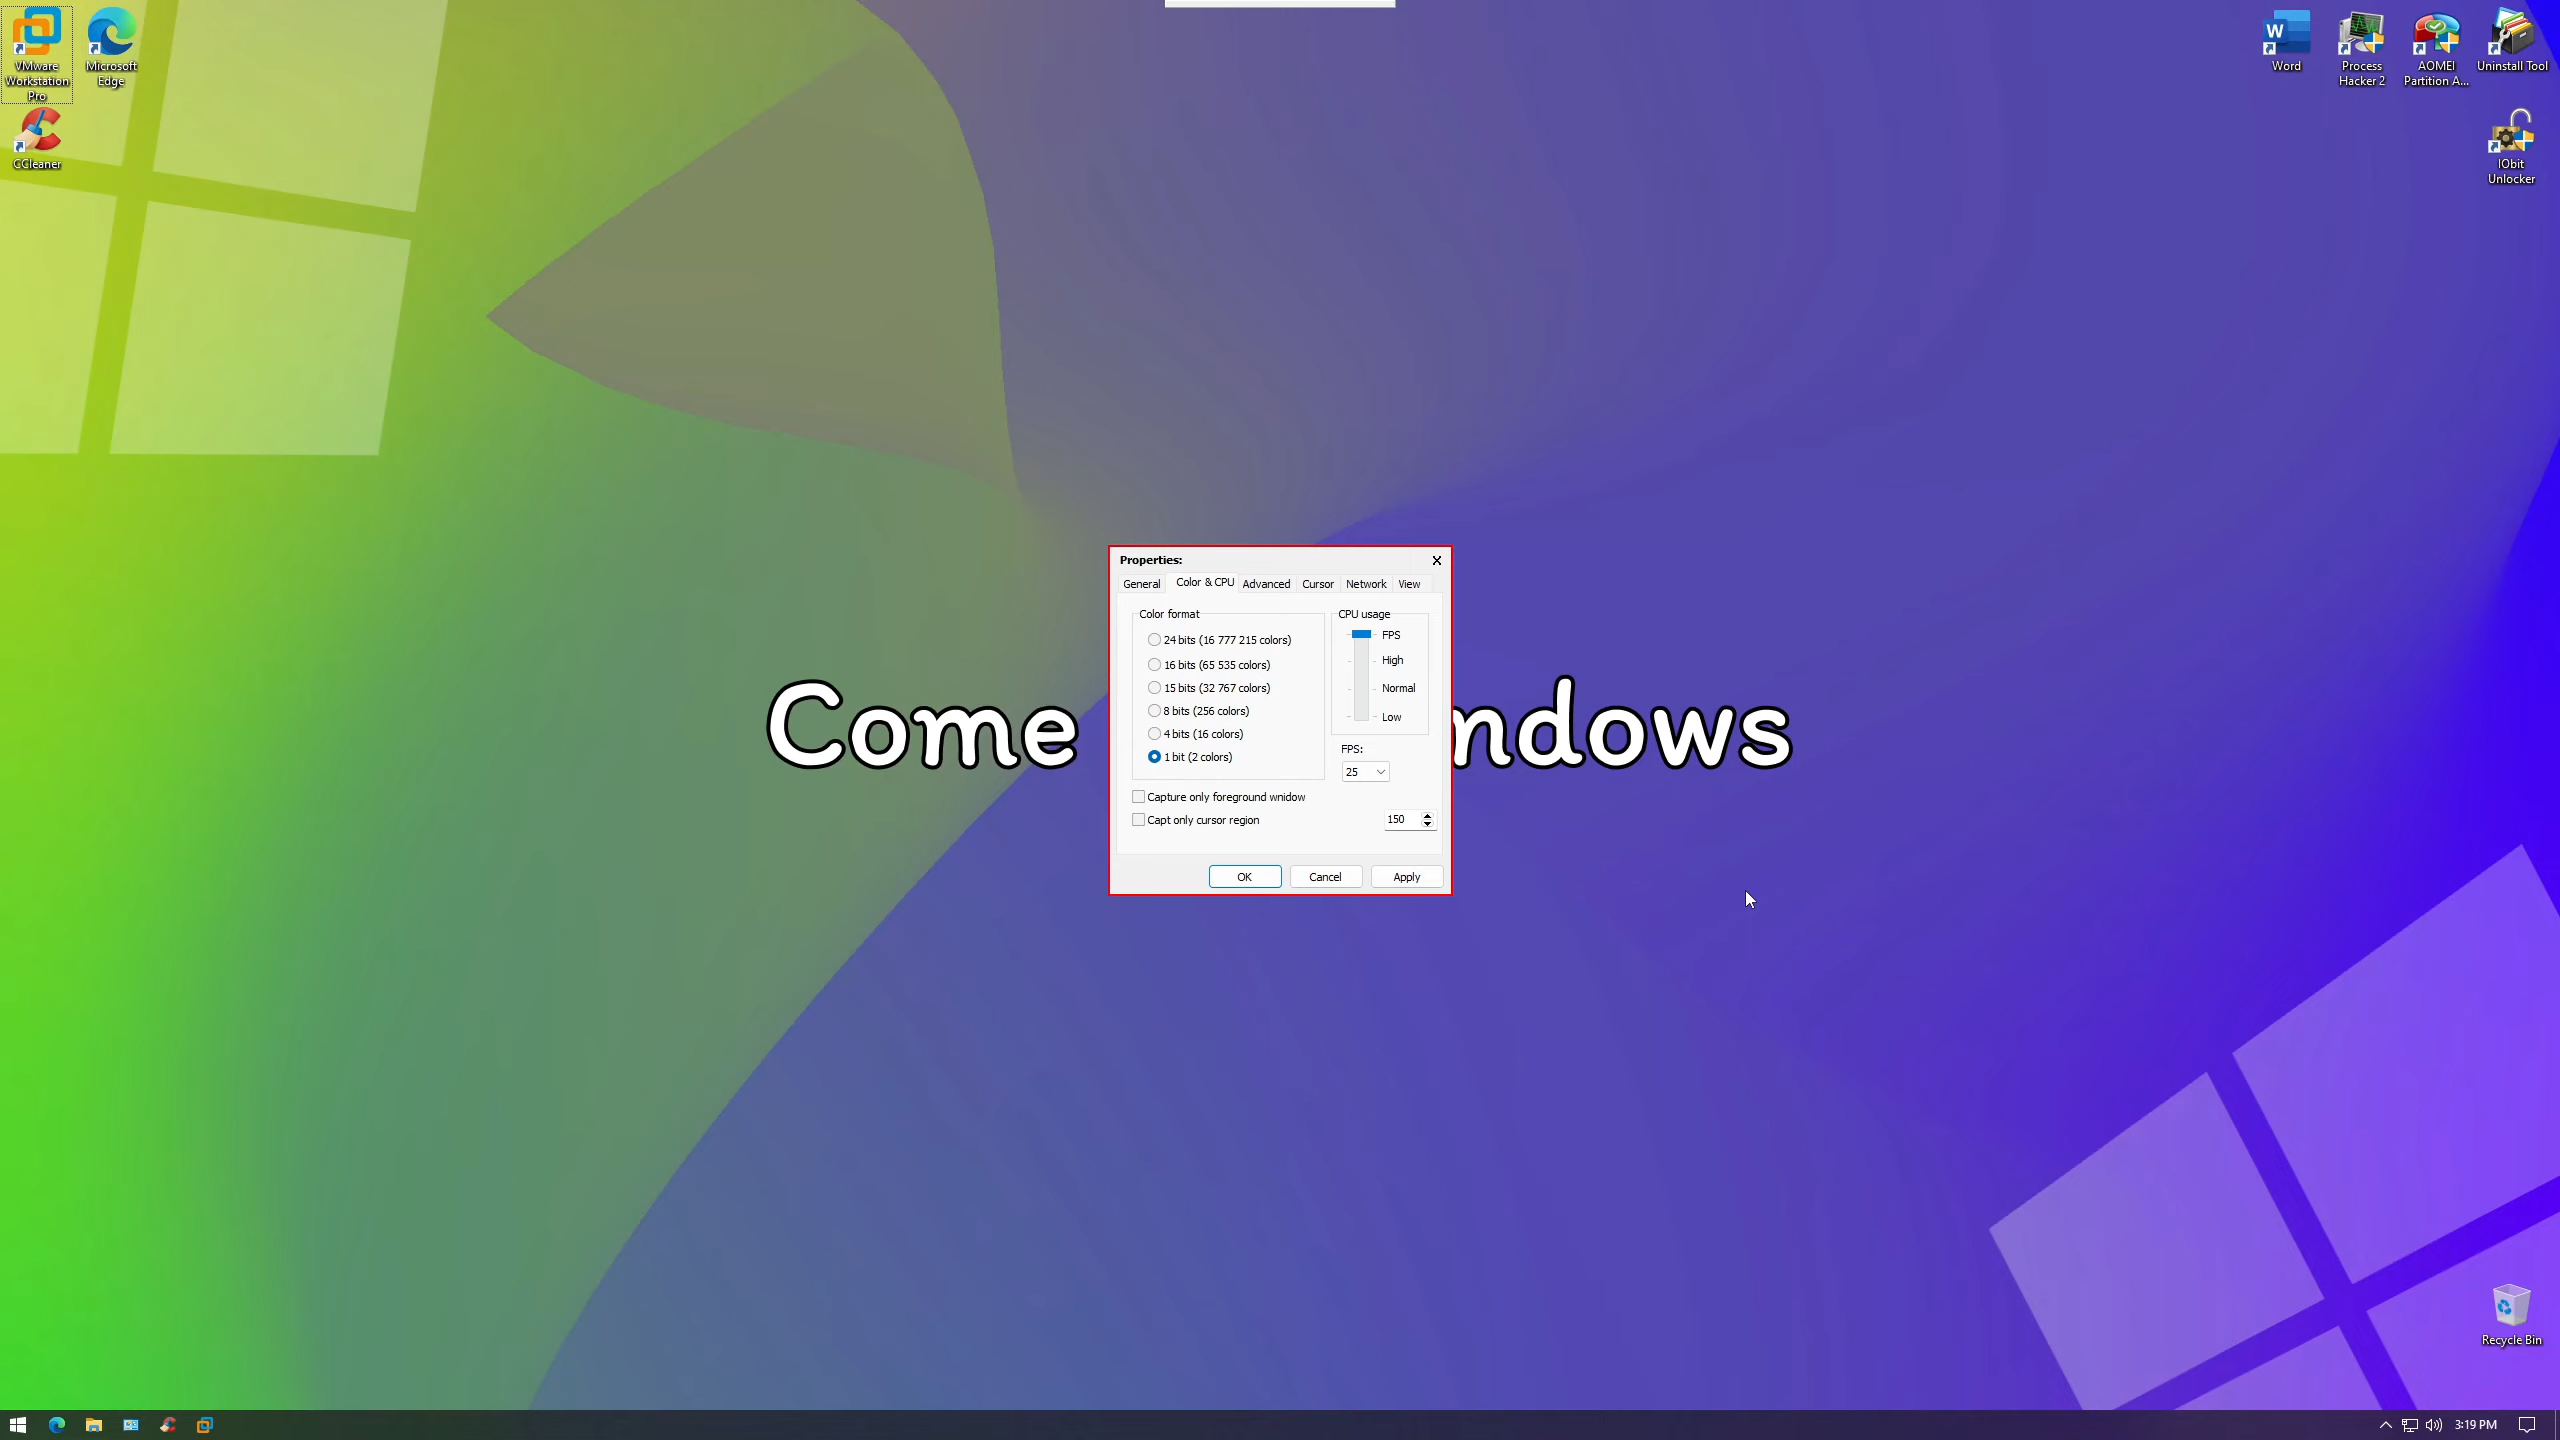 VMware
Workstation
Pro
Microsoft
Edge
CCleaner
Word
Process
Hacker 2
AOMEI
Partition A...
Uninstall Tool
IObit
Unlocker
Come
ndows
Properties:
General
Color & CPU
Advanced
Cursor
Network
View
Color format
24 bits (16 777 215 colors)
16 bits (65 535 colors)
15 bits (32 767 colors)
8 bits (256 colors)
4 bits (16 colors)
1 bit (2 colors)
CPU usage
FPS
High
Normal
Low
FPS:
25
Capture only foreground wnidow
Capt only cursor region
150
OK
Cancel
Apply
Recycle Bin
3:19 PM